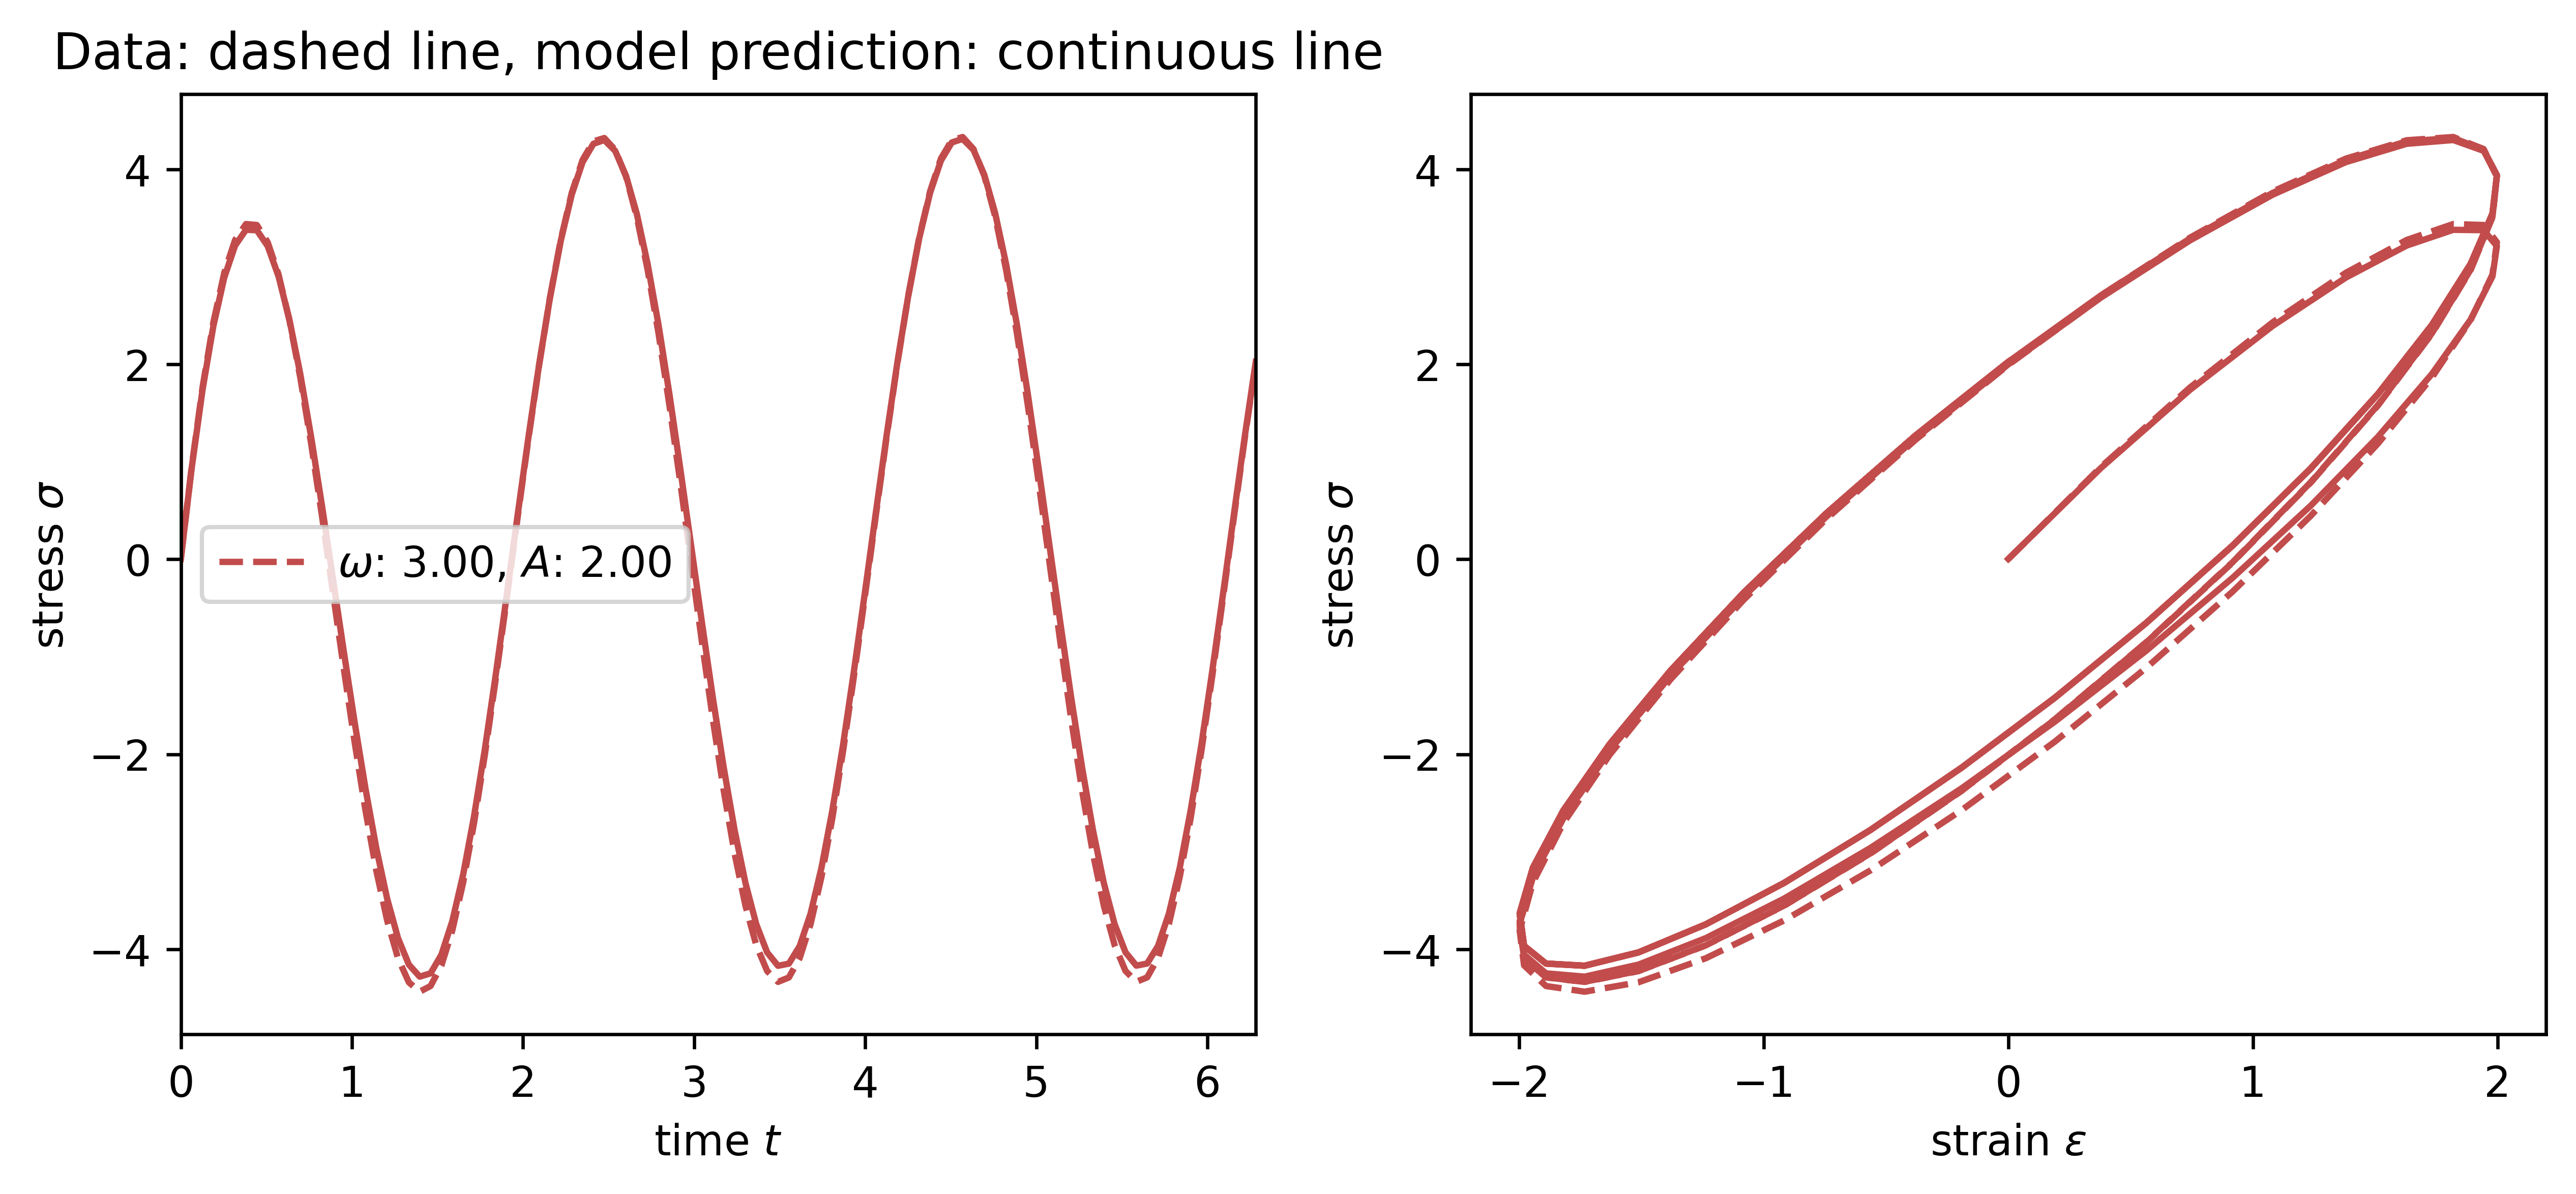 Data: dashed line, model prediction: continuous line
4
2
0
−2
−4
stress σ
ω: 3.00, A: 2.00
0 1 2 3 4 5 6
time t
4
2
0
−2
−4
stress σ
−2 −1 0 1 2
strain ε